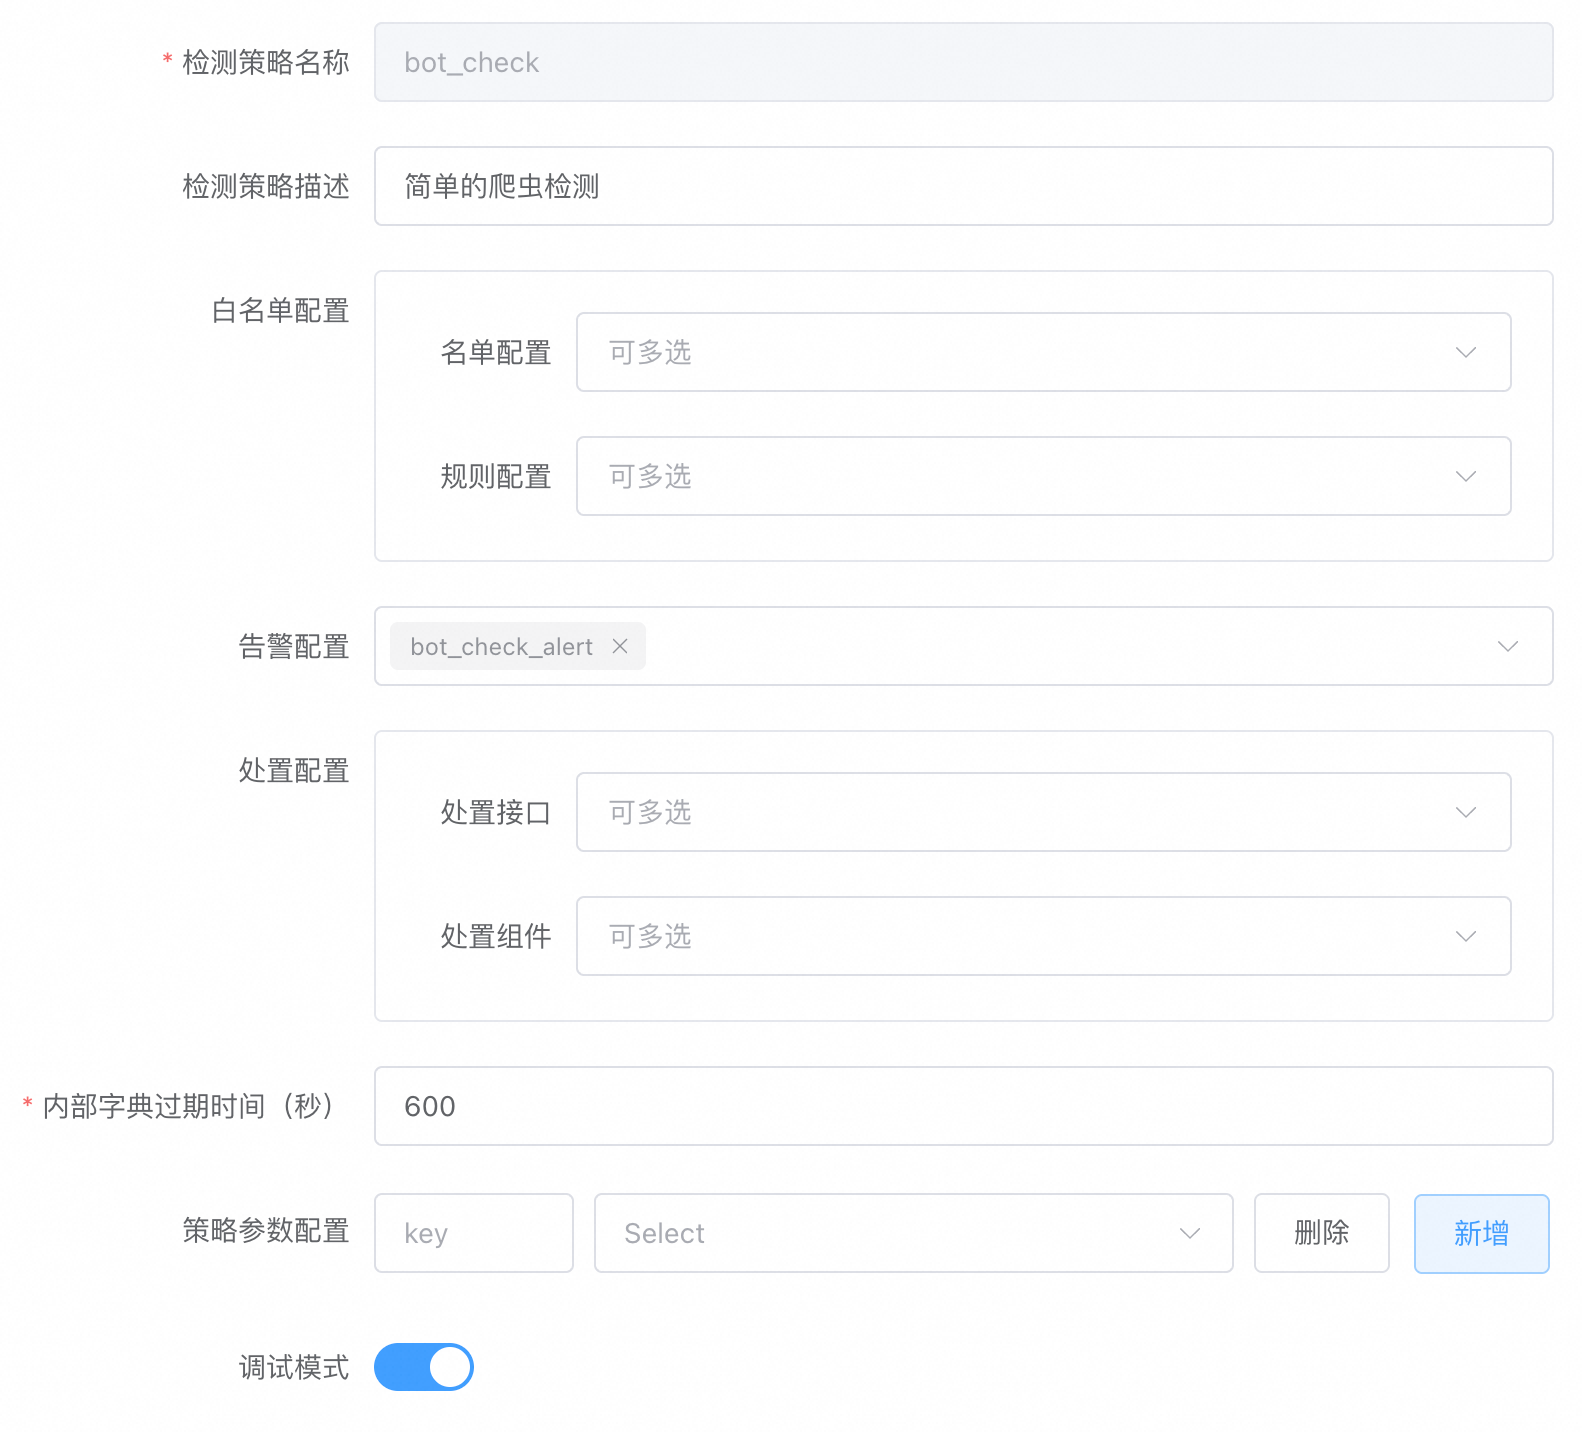 * 检测策略名称 bot_check
检测策略描述 简单的爬虫检测
白名单配置
名单配置 可多选
规则配置 可多选
告警配置 bot_check_alert ×
处置配置
处置接口 可多选
处置组件 可多选
* 内部字典过期时间（秒） 600
策略参数配置 key Select 删除 新增
调试模式